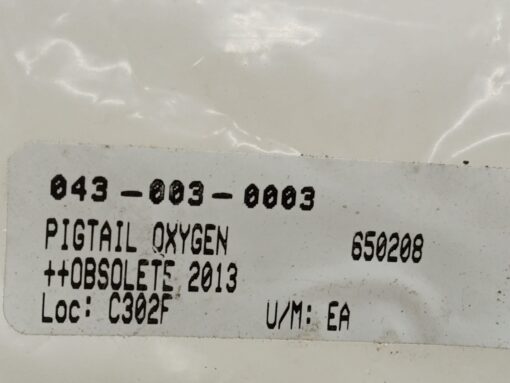 043-003-0003
PIGTAIL OXYGEN 650208
++OBSOLETE 2013
Loc: C302F U/M: EA